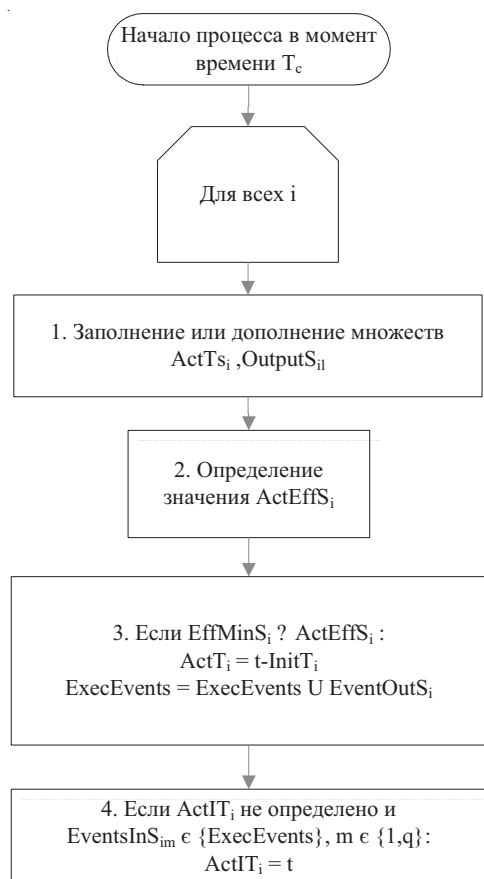 Начало процесса в момент
времени Tc
Для всех i
1. Заполнение или дополнение множеств
ActTsi ,OutputSil
2. Определение
значения ActEffSi
3. Если EffMinSi ? ActEffSi :
ActTi = t-InitTi
ExecEvents = ExecEvents U EventOutSi
4. Если ActITi не определено и
EventsInSim є {ExecEvents}, m є {1,q}:
ActITi = t